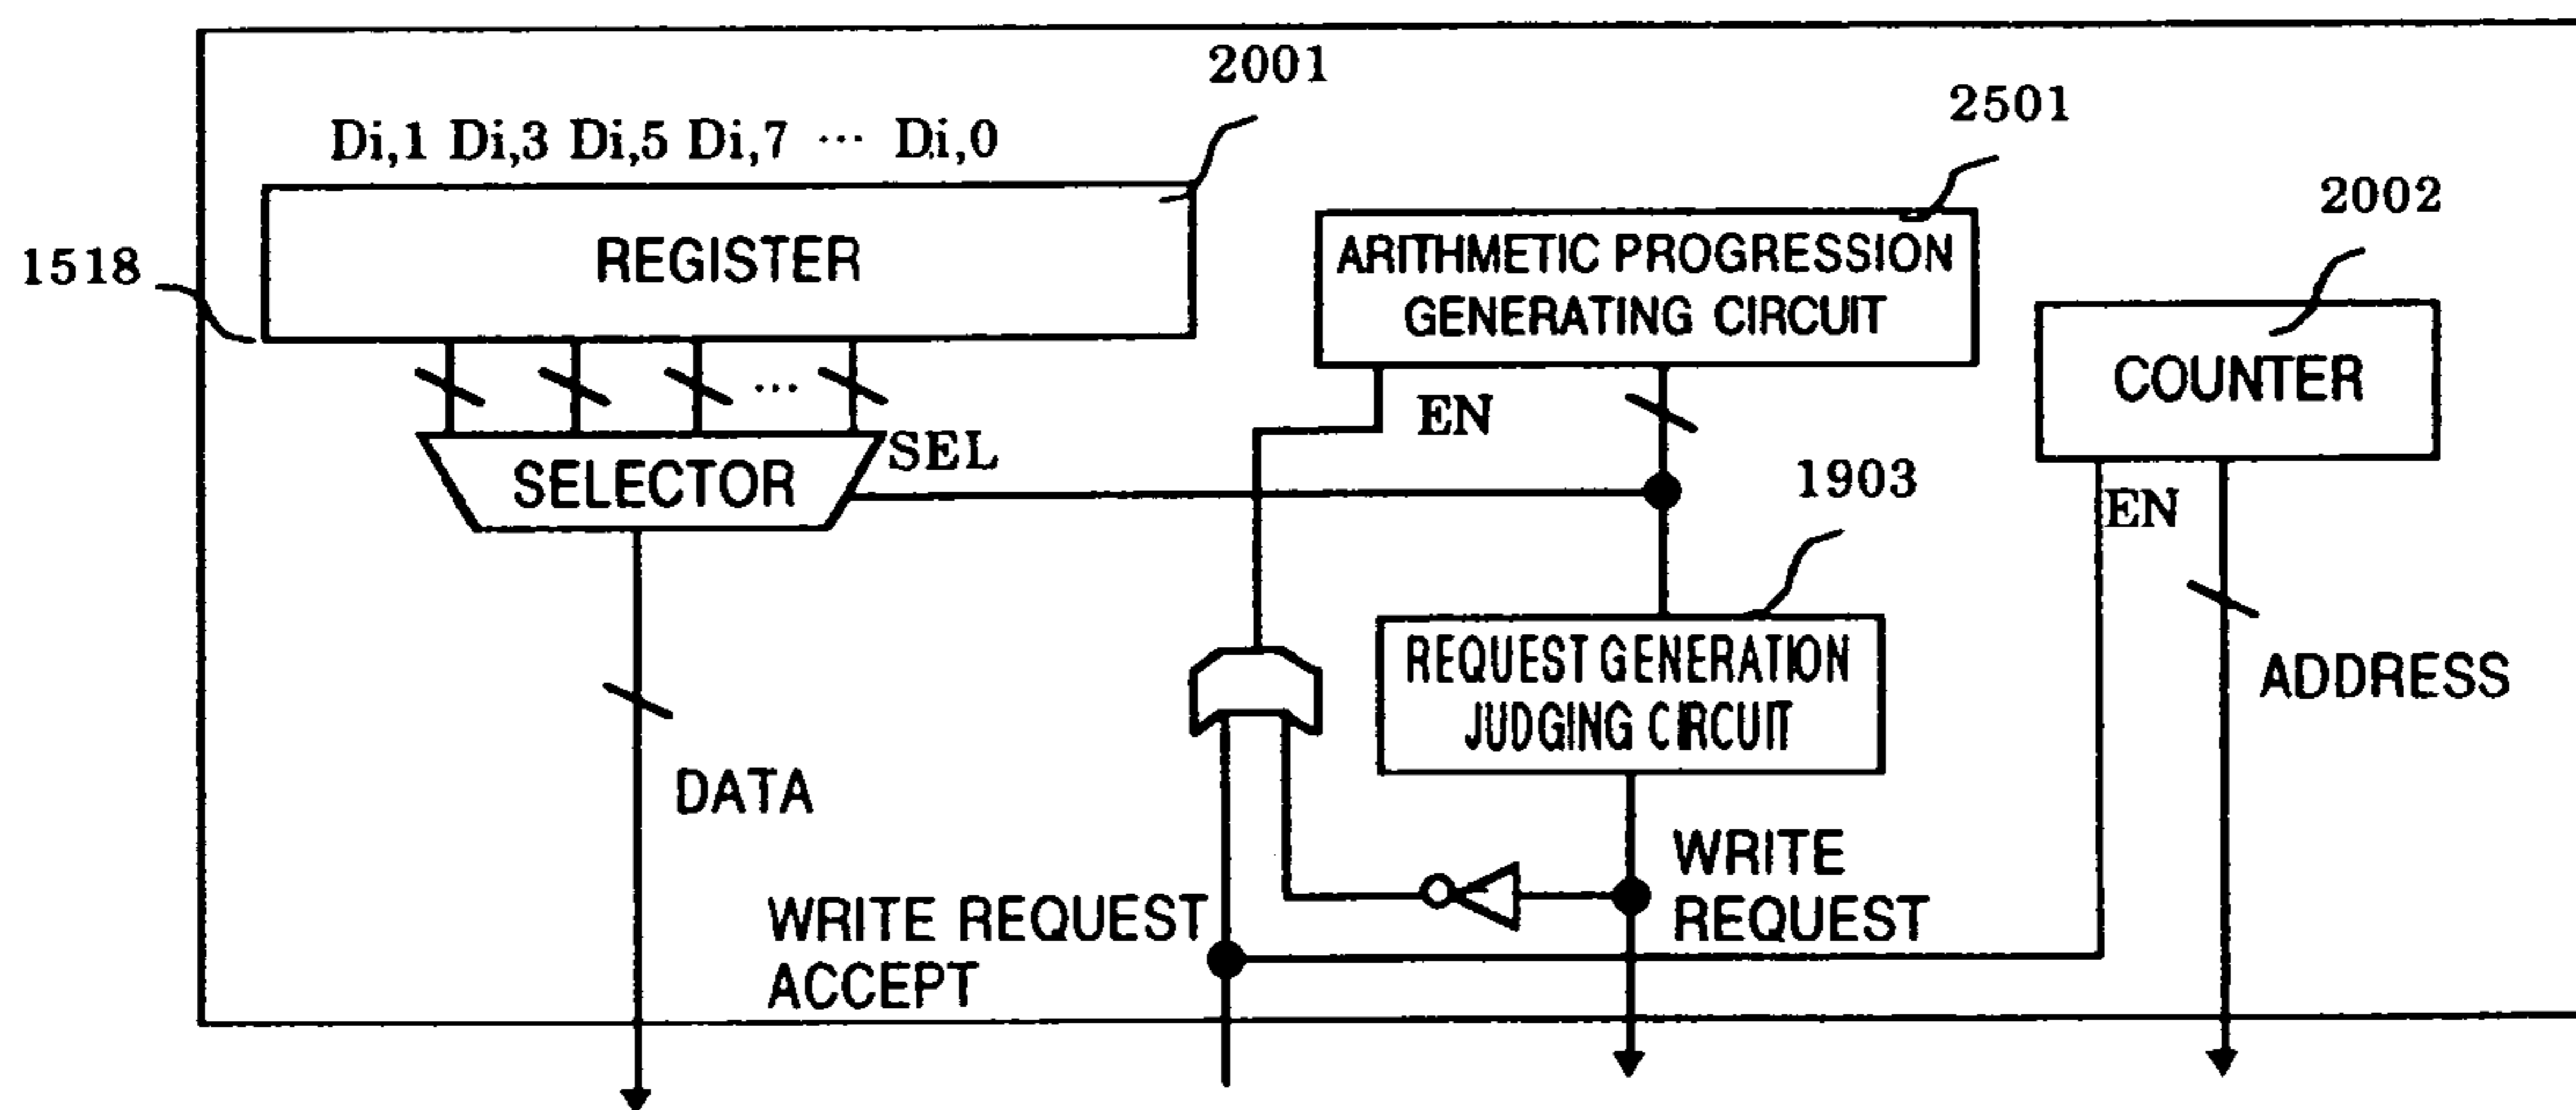 2001
2501
Di,1 Di,3 Di,5 Di,7 ... Di,0
2002
1518
REGISTER
ARITHMETIC PROGRESSION
GENERATING CIRCUIT
COUNTER
...
EN
SEL
SELECTOR
1903
EN
REQUEST GENERATION
JUDGING CIRCUIT
ADDRESS
DATA
WRITE
REQUEST
WRITE REQUEST
ACCEPT